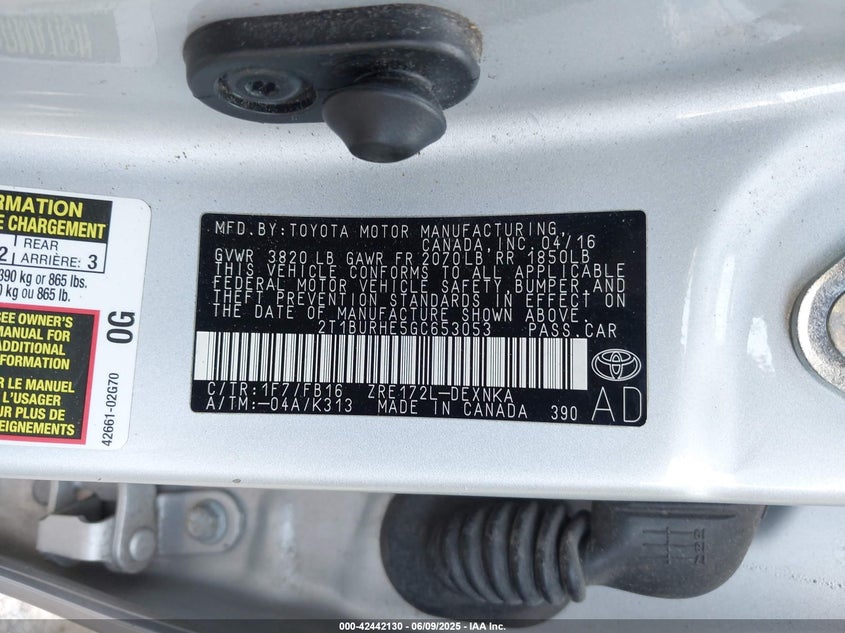 RMATION
E CHARGEMENT
2 REAR ARRIÈRE: 3
390 kg or 865 lbs.
0 kg ou 865 lb.
SEE OWNER'S
MANUAL FOR
ADDITIONAL
FORMATION
R LE MANUEL
L'USAGER
PLUS DE
EIGNEMENTS
0G
42661-02G70
MFD.BY:TOYOTA MOTOR MANUFACTURING,
CANADA, INC. 04/16
GVWR 3820 LB GAWR FR 2070LB RR 1850LB
THIS VEHICLE CONFORMS TO ALL APPLICABLE
FEDERAL MOTOR VEHICLE SAFETY, BUMPER, AND
THEFT PREVENTION STANDARDS IN EFFECT ON
THE DATE OF MANUFACTURE SHOWN ABOVE.
2T1BURHE5GC653053 PASS.CAR
C/TR:1F7/FB16 ZRE172L-DEXNKA
A/TM:-04A/K313 MADE IN CANADA 390
AD
000-42442130 - 06/09/2025 - IAA Inc.